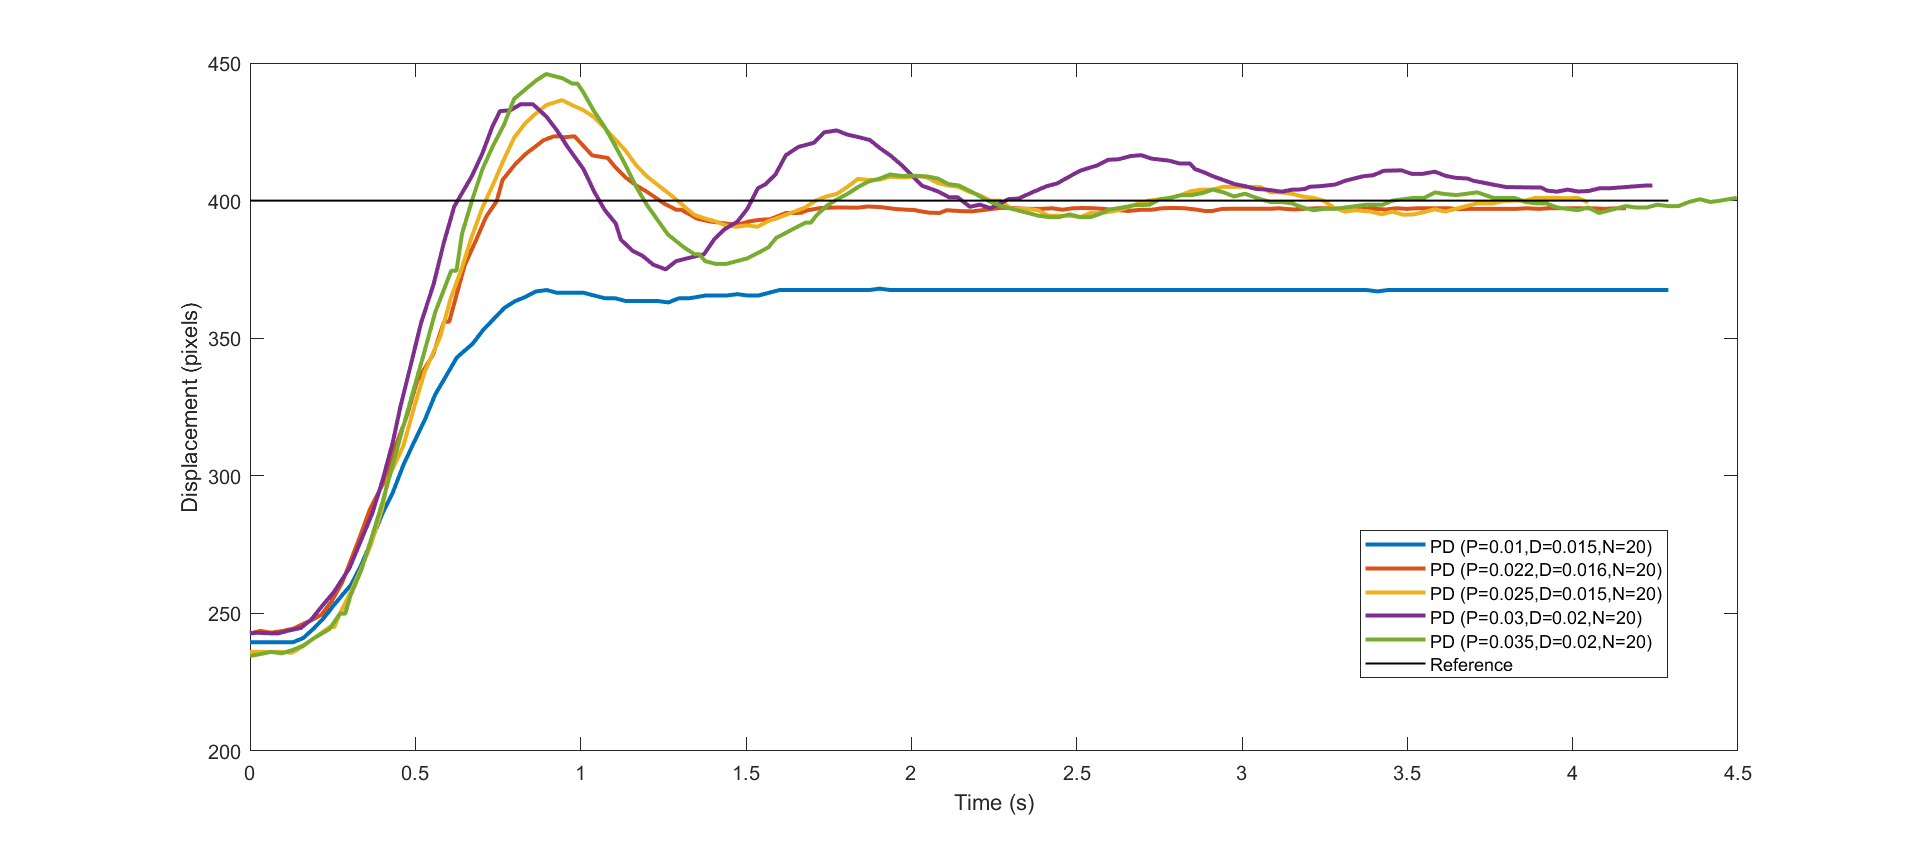 450
400
350
300
250
200
Displacement (pixels)
PD (P=0.01,D=0.015,N=20)
PD (P=0.022,D=0.016,N=20)
PD (P=0.025,D=0.015,N=20)
PD (P=0.03,D=0.02,N=20)
PD (P=0.035,D=0.02,N=20)
Reference
0 0.5 1 1.5 2 2.5 3 3.5 4 4.5
Time (s)